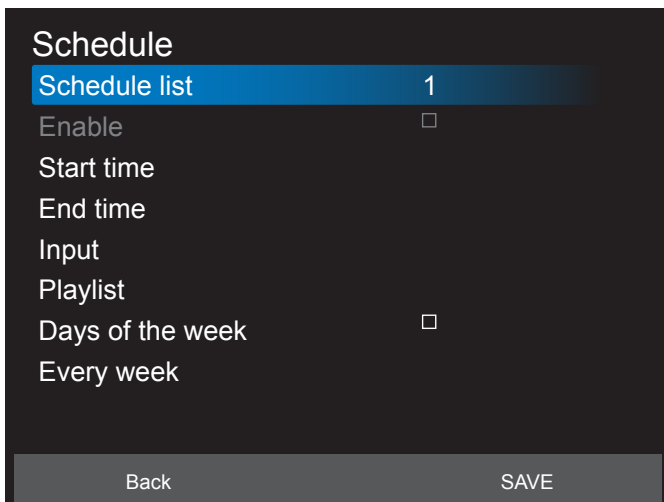 Schedule
Schedule list 1
Enable
Start time
End time
Input
Playlist
Days of the week
Every week
Back SAVE